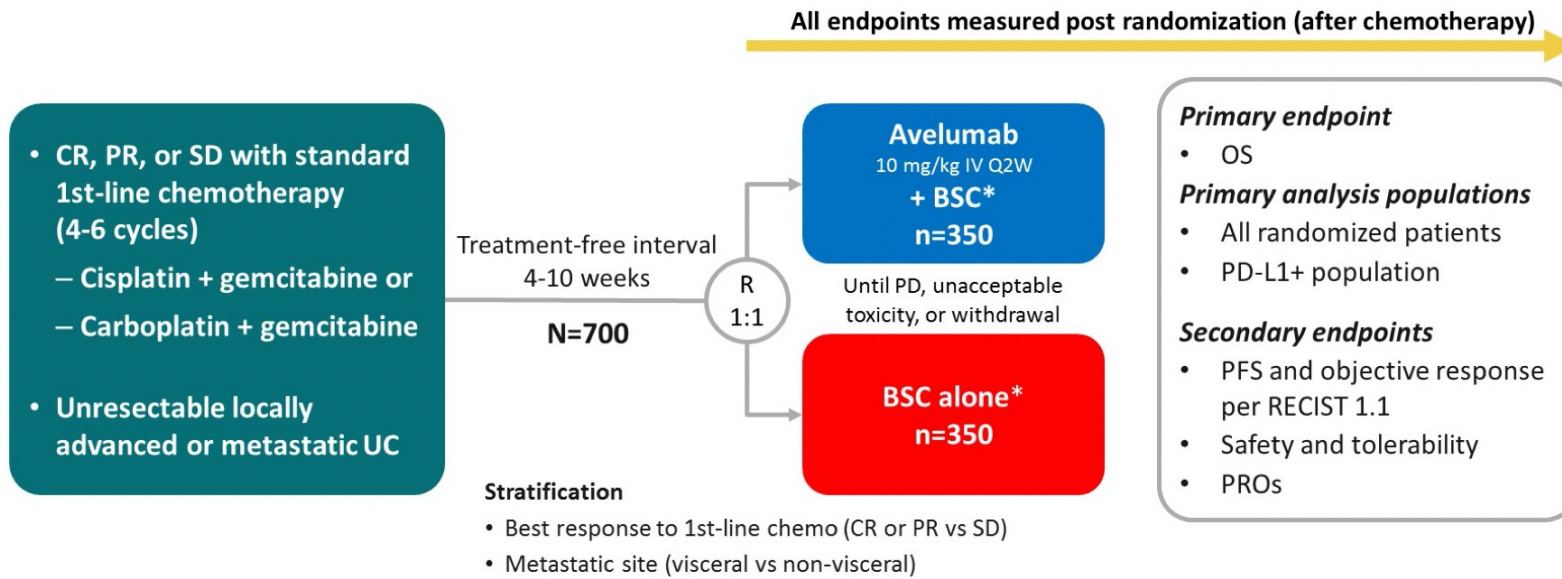 All endpoints measured post randomization (after chemotherapy)
• CR, PR, or SD with standard
1st-line chemotherapy
(4-6 cycles)
– Cisplatin + gemcitabine or
– Carboplatin + gemcitabine
• Unresectable locally
advanced or metastatic UC
Treatment-free interval
4-10 weeks
N=700
R
1:1
Avelumab
10 mg/kg IV Q2W
+ BSC*
n=350
Until PD, unacceptable
toxicity, or withdrawal
BSC alone*
n=350
Stratification
• Best response to 1st-line chemo (CR or PR vs SD)
• Metastatic site (visceral vs non-visceral)
Primary endpoint
• OS
Primary analysis populations
• All randomized patients
• PD-L1+ population
Secondary endpoints
• PFS and objective response
per RECIST 1.1
• Safety and tolerability
• PROs